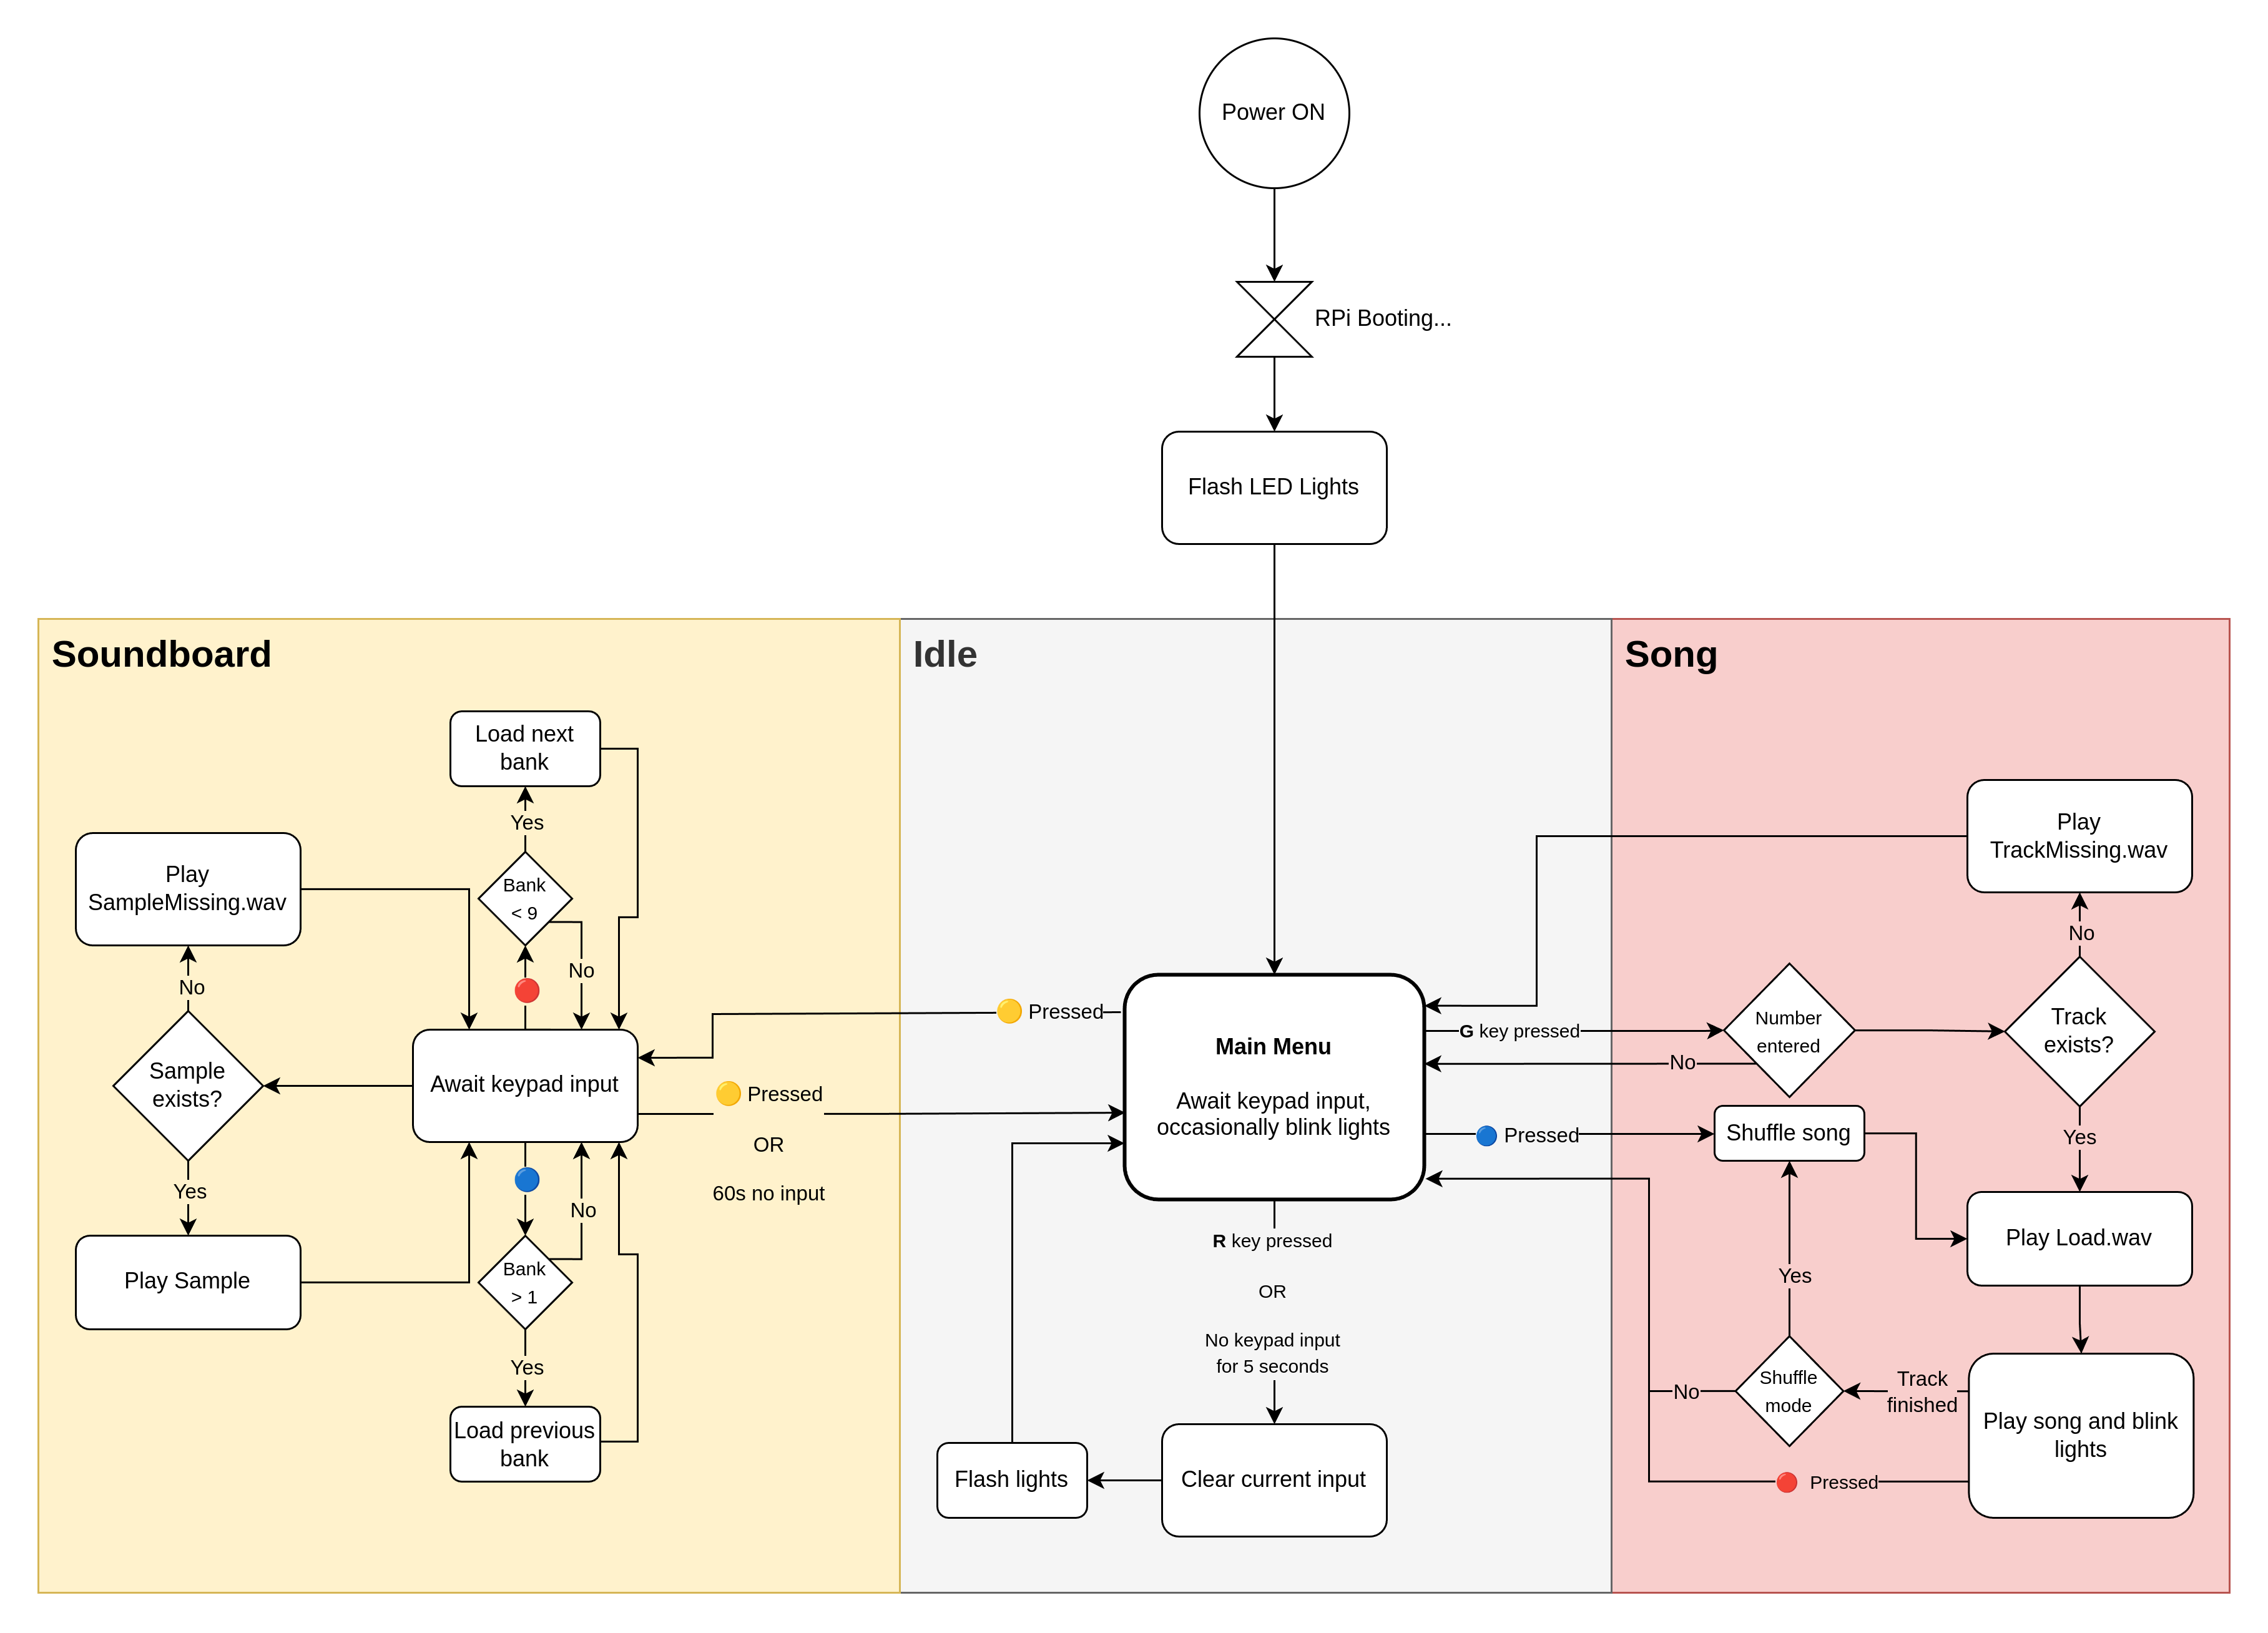 Power ON
RPi Booting...
Flash LED Lights
Soundboard
Idle
Song
Load next
bank
Yes
Bank
< 9
No
Play
SampleMissing.wav
No
Sample
exists?
Yes
Play Sample
Await keypad input
No
Bank
> 1
Yes
Load previous
bank
Pressed
Pressed
OR
60s no input
Main Menu
Await keypad input,
occasionally blink lights
R key pressed
OR
No keypad input
for 5 seconds
Clear current input
Flash lights
G key pressed
No
Pressed
Number
entered
Shuffle song
Yes
Shuffle
mode
No
Play
TrackMissing.wav
No
Track
exists?
Yes
Play Load.wav
Track
finished
Play song and blink
lights
Pressed